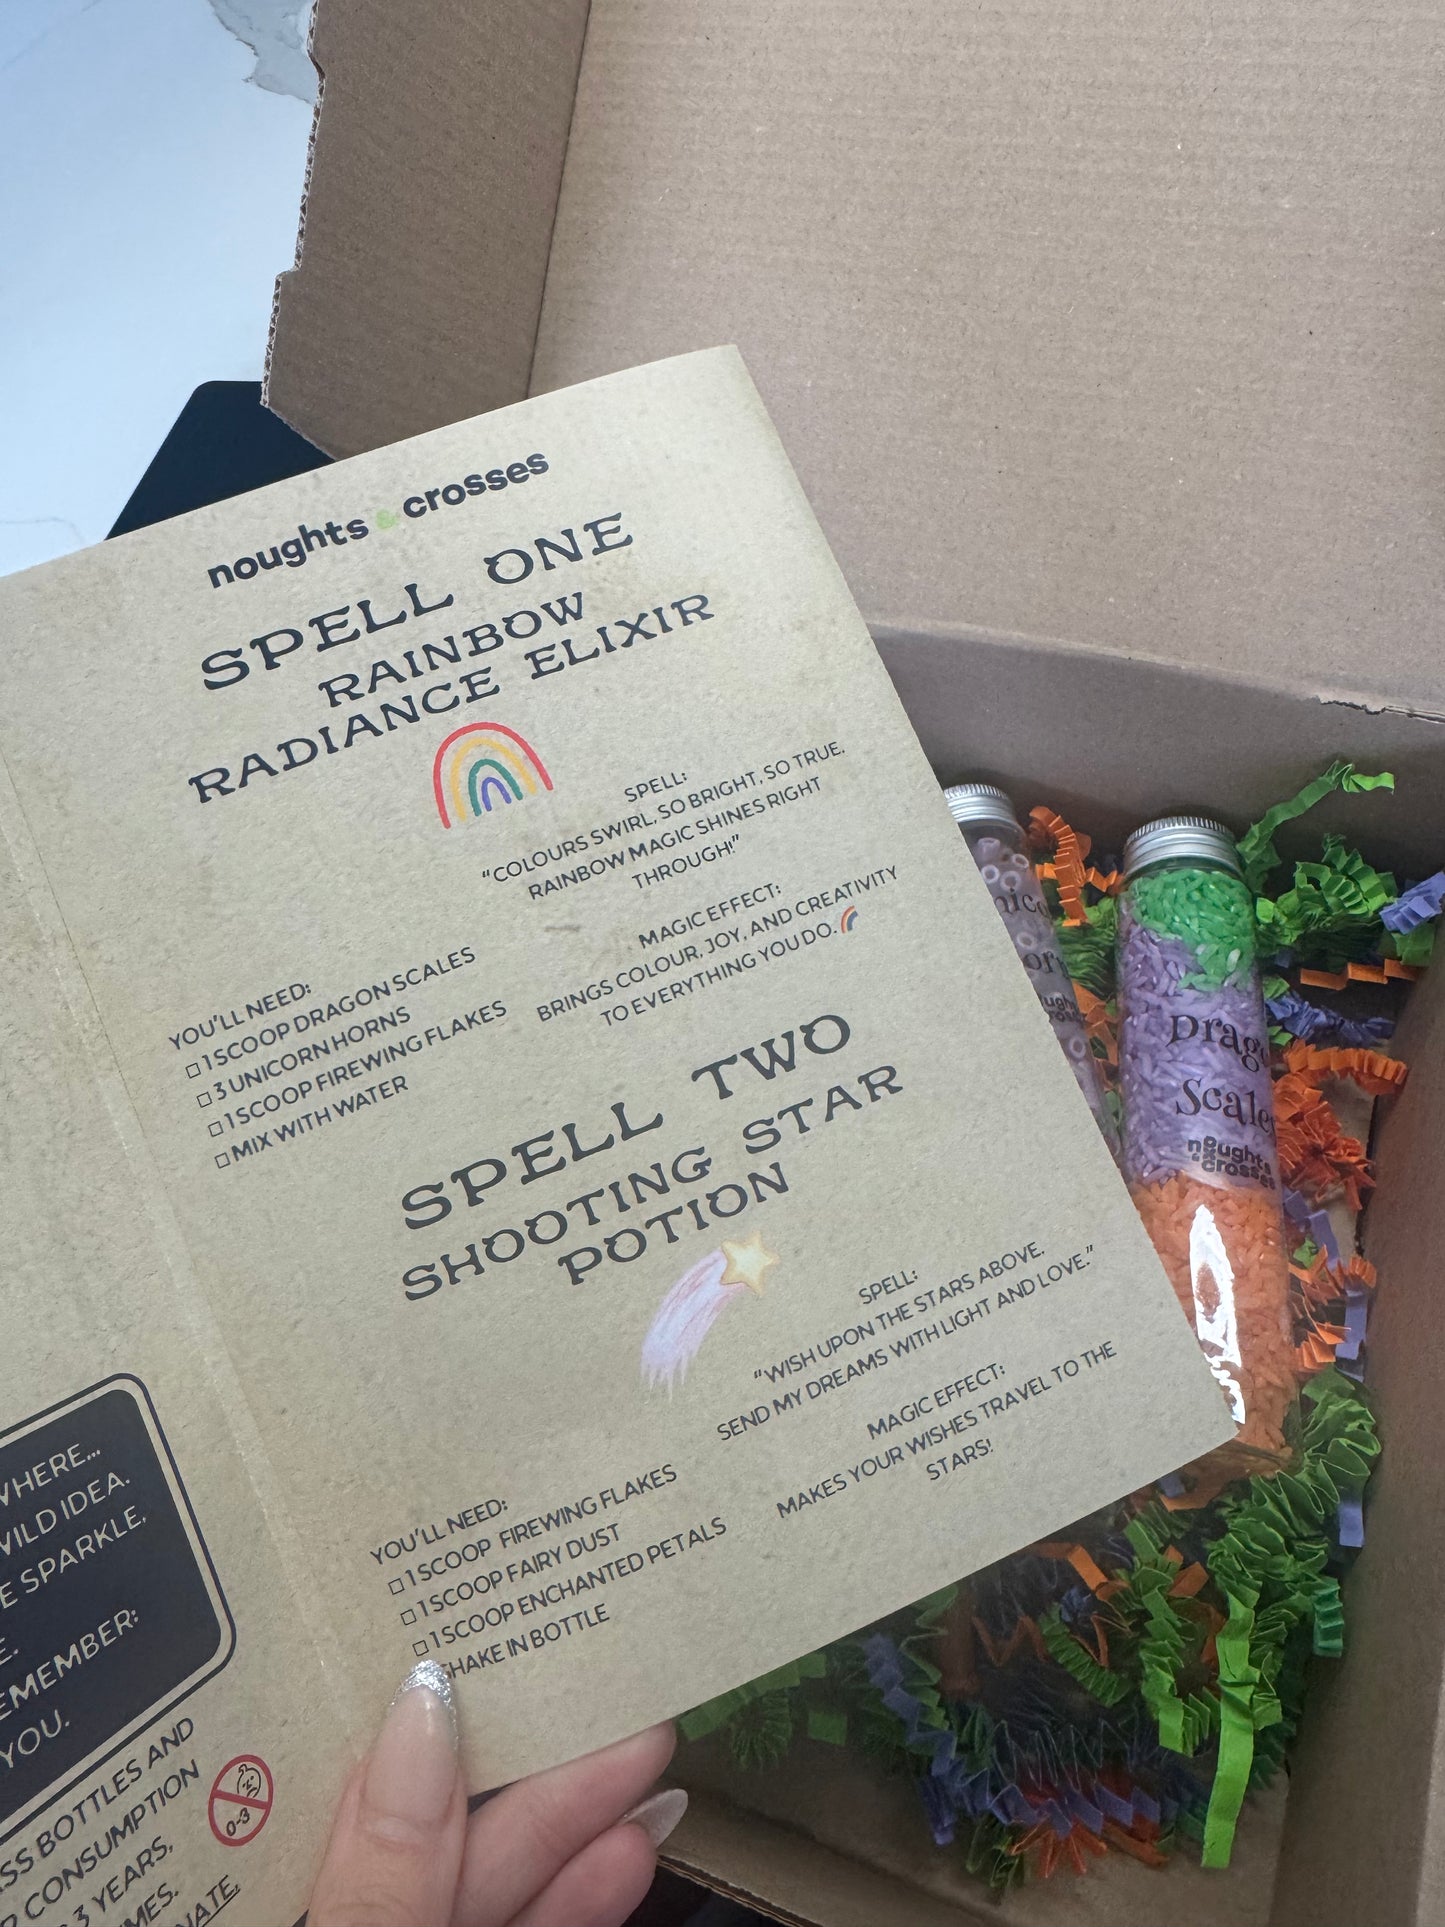 noughts & crosses
SPELL ONE
RAINBOW
RADIANCE ELIXIR
SPELL:
"COLOURS SWIRL, SO BRIGHT, SO TRUE.
RAINBOW MAGIC SHINES RIGHT
THROUGH!"
MAGIC EFFECT:
BRINGS COLOUR, JOY, AND CREATIVITY
TO EVERYTHING YOU DO.
YOU'LL NEED:
1 SCOOP DRAGON SCALES
3 UNICORN HORNS
1 SCOOP FIREWING FLAKES
MIX WITH WATER
SPELL TWO
SHOOTING STAR
POTION
SPELL:
"WISH UPON THE STARS ABOVE.
SEND MY DREAMS WITH LIGHT AND LOVE."
MAGIC EFFECT:
MAKES YOUR WISHES TRAVEL TO THE
STARS!
YOU'LL NEED:
1 SCOOP FIREWING FLAKES
1 SCOOP FAIRY DUST
1 SCOOP ENCHANTED PETALS
SHAKE IN BOTTLE
WILD IDEA.
SPARKLE,
YOU.
BOTTLES AND
CONSUMPTION
3 YEARS,
0-3
Scales
noughts
& crosses